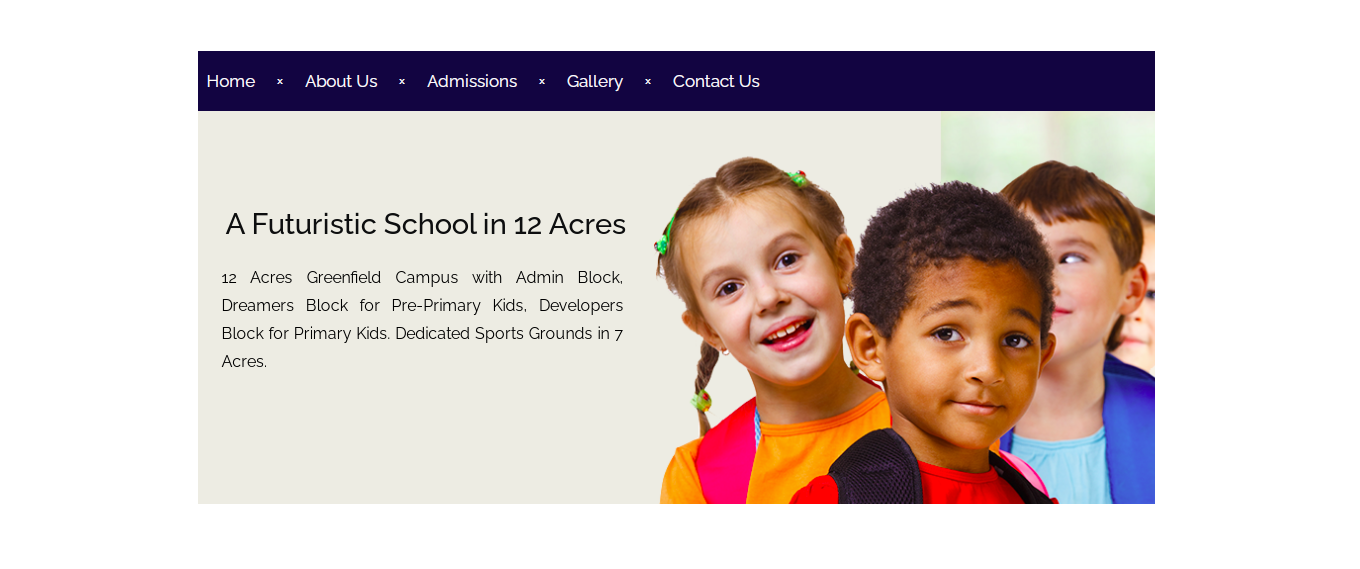 Home × About Us × Admissions × Gallery × Contact Us
A Futuristic School in 12 Acres
12 Acres Greenfield Campus with Admin Block,
Dreamers Block for Pre-Primary Kids, Developers
Block for Primary Kids. Dedicated Sports Grounds in 7
Acres.